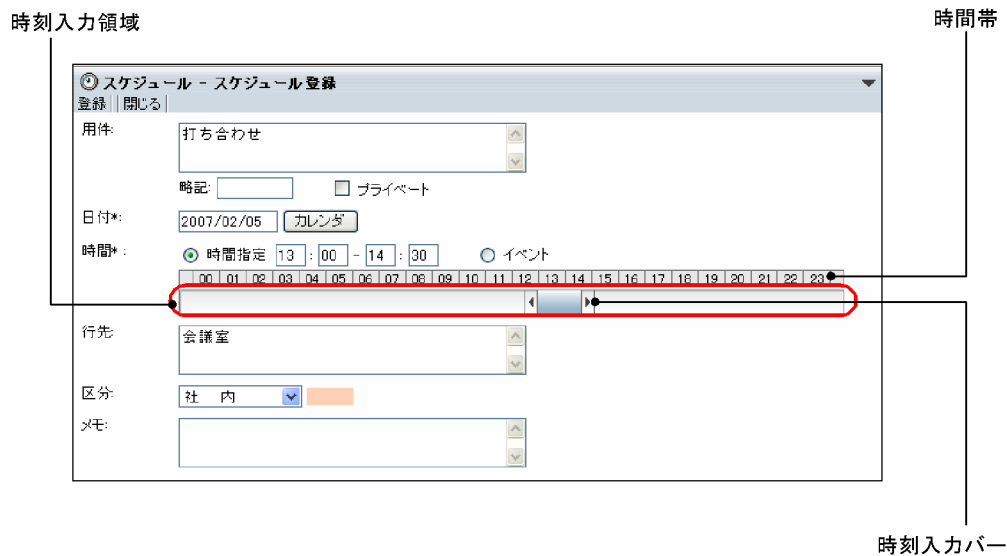 時刻入力領域
時間帯
スケジュール - スケジュール登録
登録 | 閉じる |
用件:
打ち合わせ
略記:
プライベート
日付*:
2007/02/05
カレンダ
時間* :
時間指定 13 : 00 - 14 : 30
イベント
00 01 02 03 04 05 06 07 08 09 10 11 12 13 14 15 16 17 18 19 20 21 22 23
行先:
会議室
区分:
社 内
メモ:
時刻入力バー